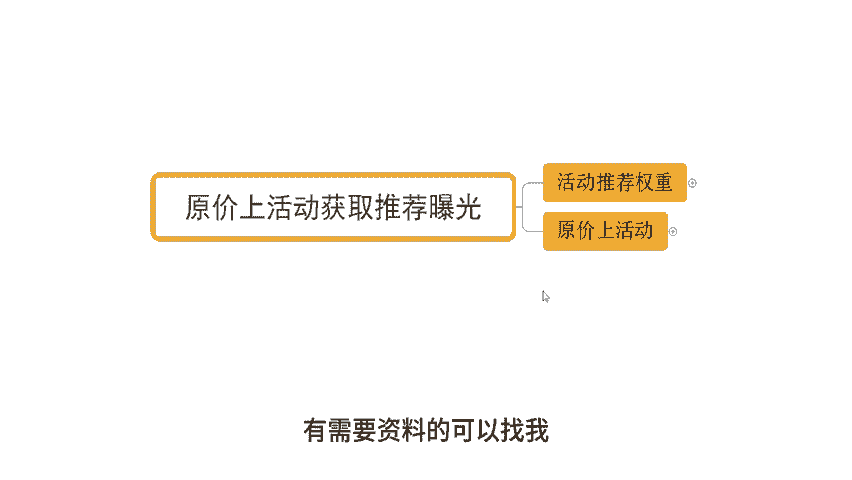 原价上活动获取推荐曝光
活动推荐权重
原价上活动
有需要资料的可以找我